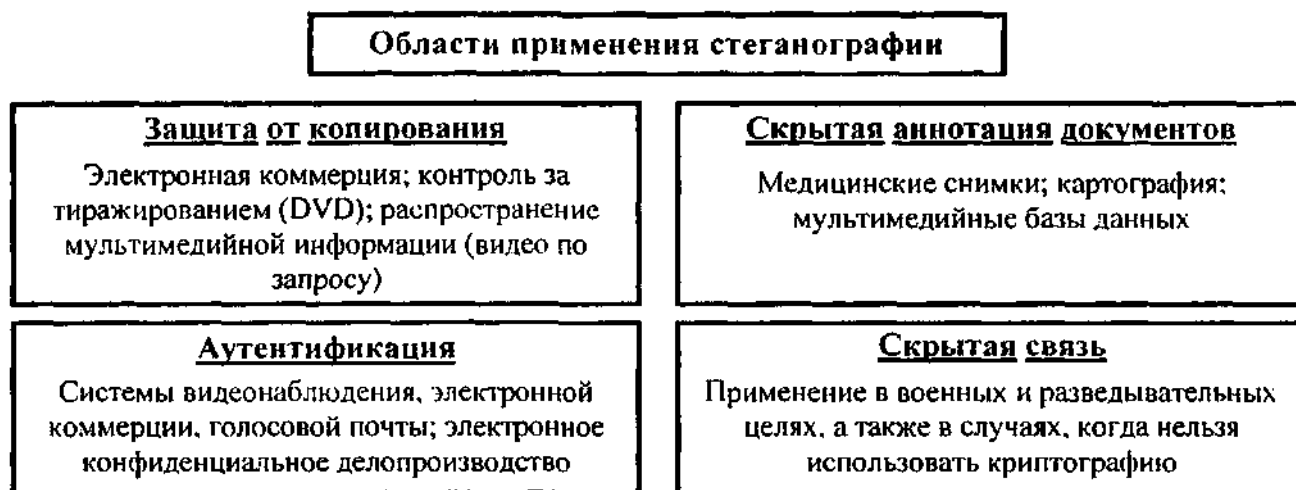 Области применения стеганографии
Защита от копирования
Электронная коммерция; контроль за
тиражированием (DVD); распространение
мультимедийной информации (видео по
запросу)
Скрытая аннотация документов
Медицинские снимки; картография;
мультимедийные базы данных
Аутентификация
Системы видеонаблюдения, электронной
коммерции, голосовой почты; электронное
конфиденциальное делопроизводство
Скрытая связь
Применение в военных и разведывательных
целях, а также в случаях, когда нельзя
использовать криптографию